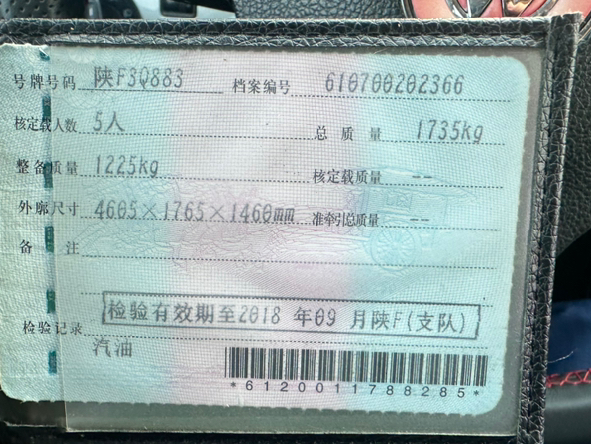 号牌号码 陕F3Q883 档案编号 610700202366
核定载人数 5人 总质量 1735kg
整备质量 1225kg 核定载质量 --
外廓尺寸 4605×1765×1460mm 准牵引总质量 --
备注
检验有效期至2018 年09 月陕F(支队)
检验记录
汽油
*6120011788285*